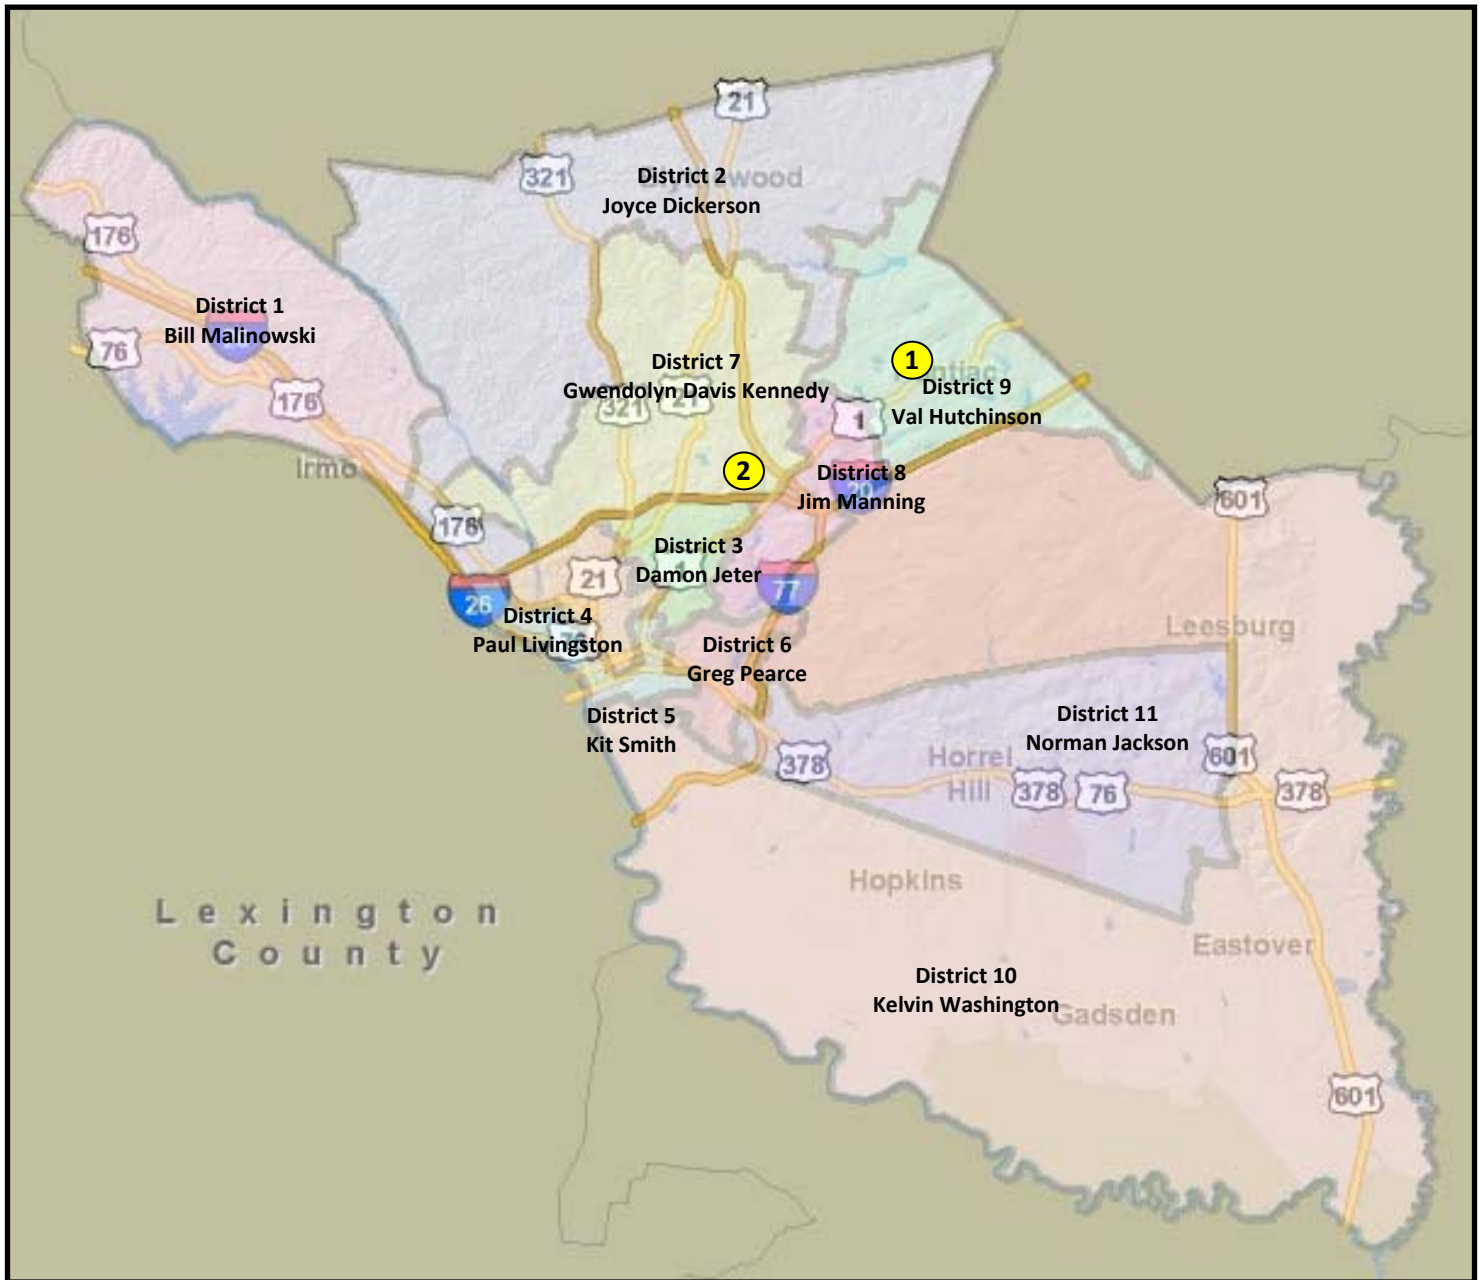 21
321
District 2
Joyce Dickerson
176
District 1
Bill Malinowski
76
176
District 7
Gwendolyn Davis Kennedy
321
21
1
District 9
Val Hutchinson
1
Irmo
2
District 8
Jim Manning
20
601
176
District 3
Damon Jeter
1
21
77
26
District 4
Paul Livingston
76
District 6
Greg Pearce
Leesburg
District 5
Kit Smith
District 11
Norman Jackson
378
Horrel
Hill
378
76
601
378
Hopkins
Lexington
County
Eastover
District 10
Kelvin Washington
Gadsden
601